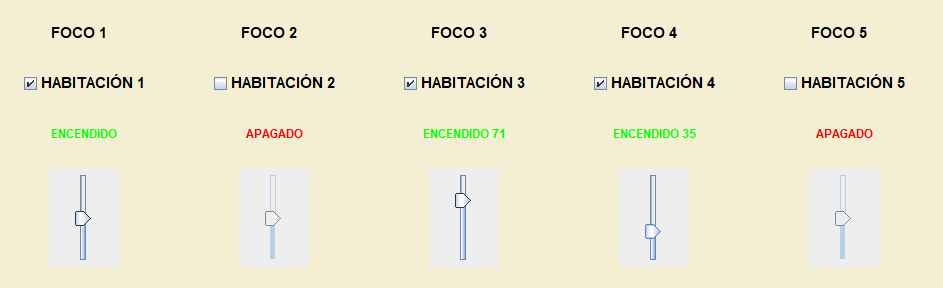 FOCO 1 FOCO 2 FOCO 3 FOCO 4 FOCO 5
HABITACIÓN 1 HABITACIÓN 2 HABITACIÓN 3 HABITACIÓN 4 HABITACIÓN 5
ENCENDIDO APAGADO ENCENDIDO 71 ENCENDIDO 35 APAGADO